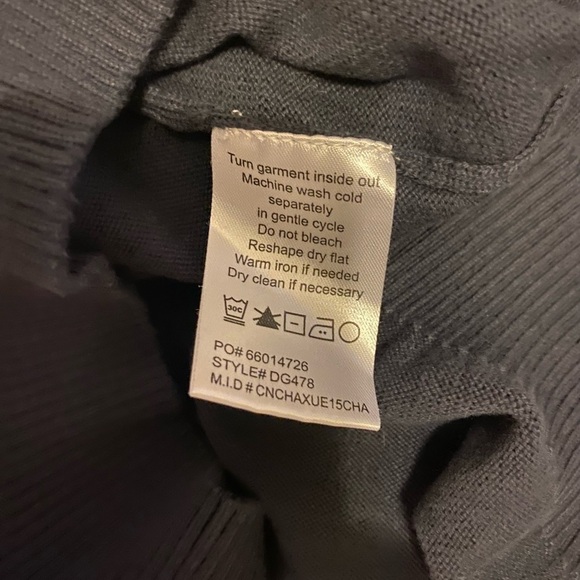 Turn garment inside out
Machine wash cold
separately
in gentle cycle
Do not bleach
Reshape dry flat
Warm iron if needed
Dry clean if necessary
30C
PO# 66014726
STYLE# DG478
M.I.D # CNCHAXUE15CHA